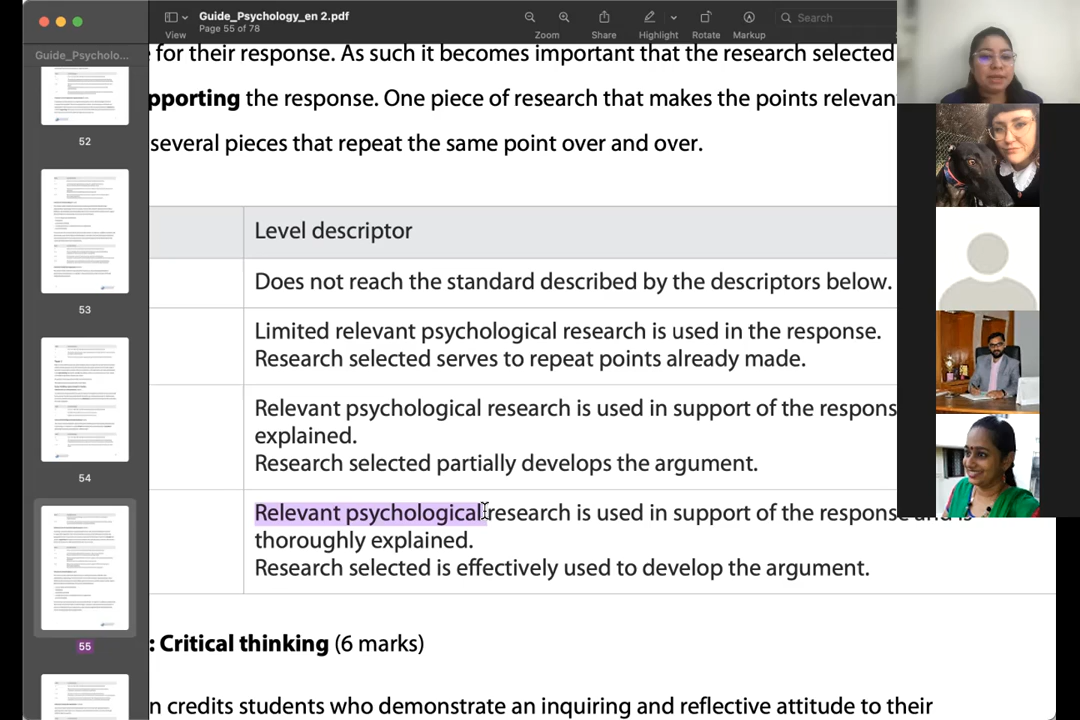 Guide_Psychology_en 2.pdf
Page 55 of 78
View
Zoom
Share
Highlight
Rotate
Markup
Search
Guide_Psycholo...
52
53
54
55
for their response. As such it becomes important that the research selected
pporting the response. One piece of research that makes the points relevan
several pieces that repeat the same point over and over.
Level descriptor
Does not reach the standard described by the descriptors below.
Limited relevant psychological research is used in the response.
Research selected serves to repeat points already made.
Relevant psychological research is used in support of the respons
explained.
Research selected partially develops the argument.
Relevant psychological research is used in support of the response and is
thoroughly explained.
Research selected is effectively used to develop the argument.
: Critical thinking (6 marks)
n credits students who demonstrate an inquiring and reflective attitude to their